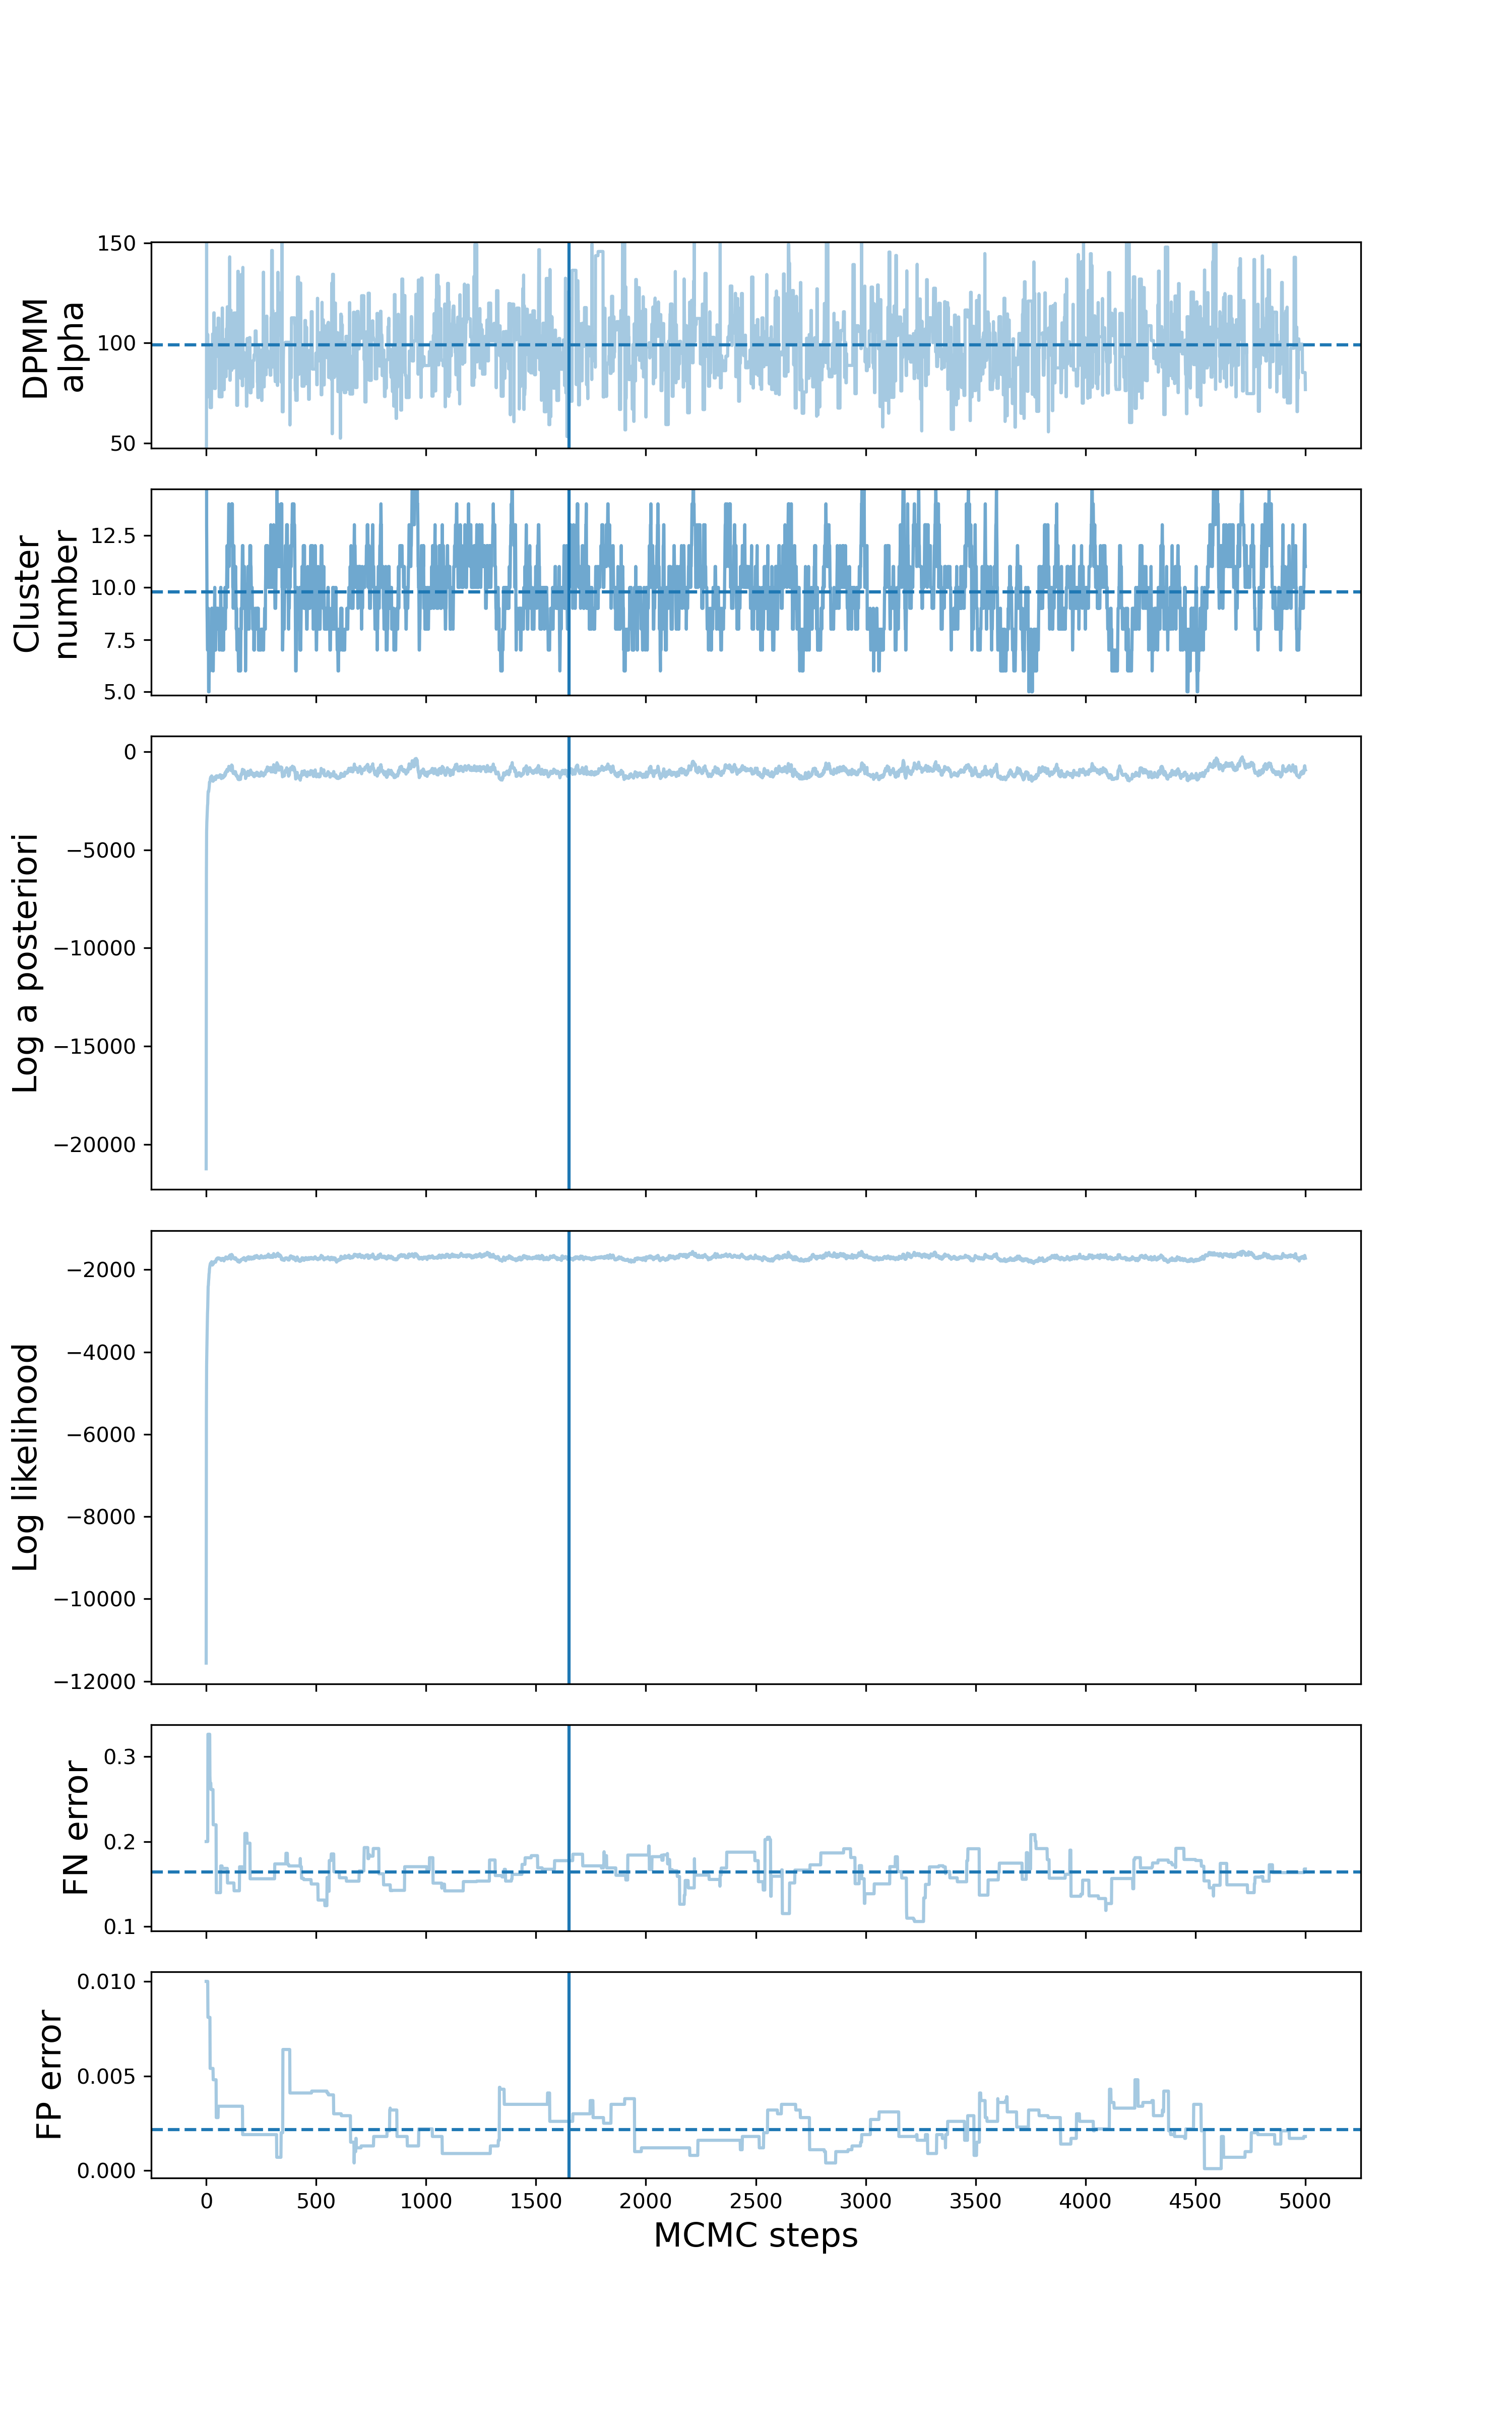 DPMM
alpha
150
100
50
Cluster
number
12.5
10.0
7.5
5.0
Log a posteriori
0
−5000
−10000
−15000
−20000
Log likelihood
−2000
−4000
−6000
−8000
−10000
−12000
FN error
0.3
0.2
0.1
FP error
0.010
0.005
0.000
0 500 1000 1500 2000 2500 3000 3500 4000 4500 5000
MCMC steps